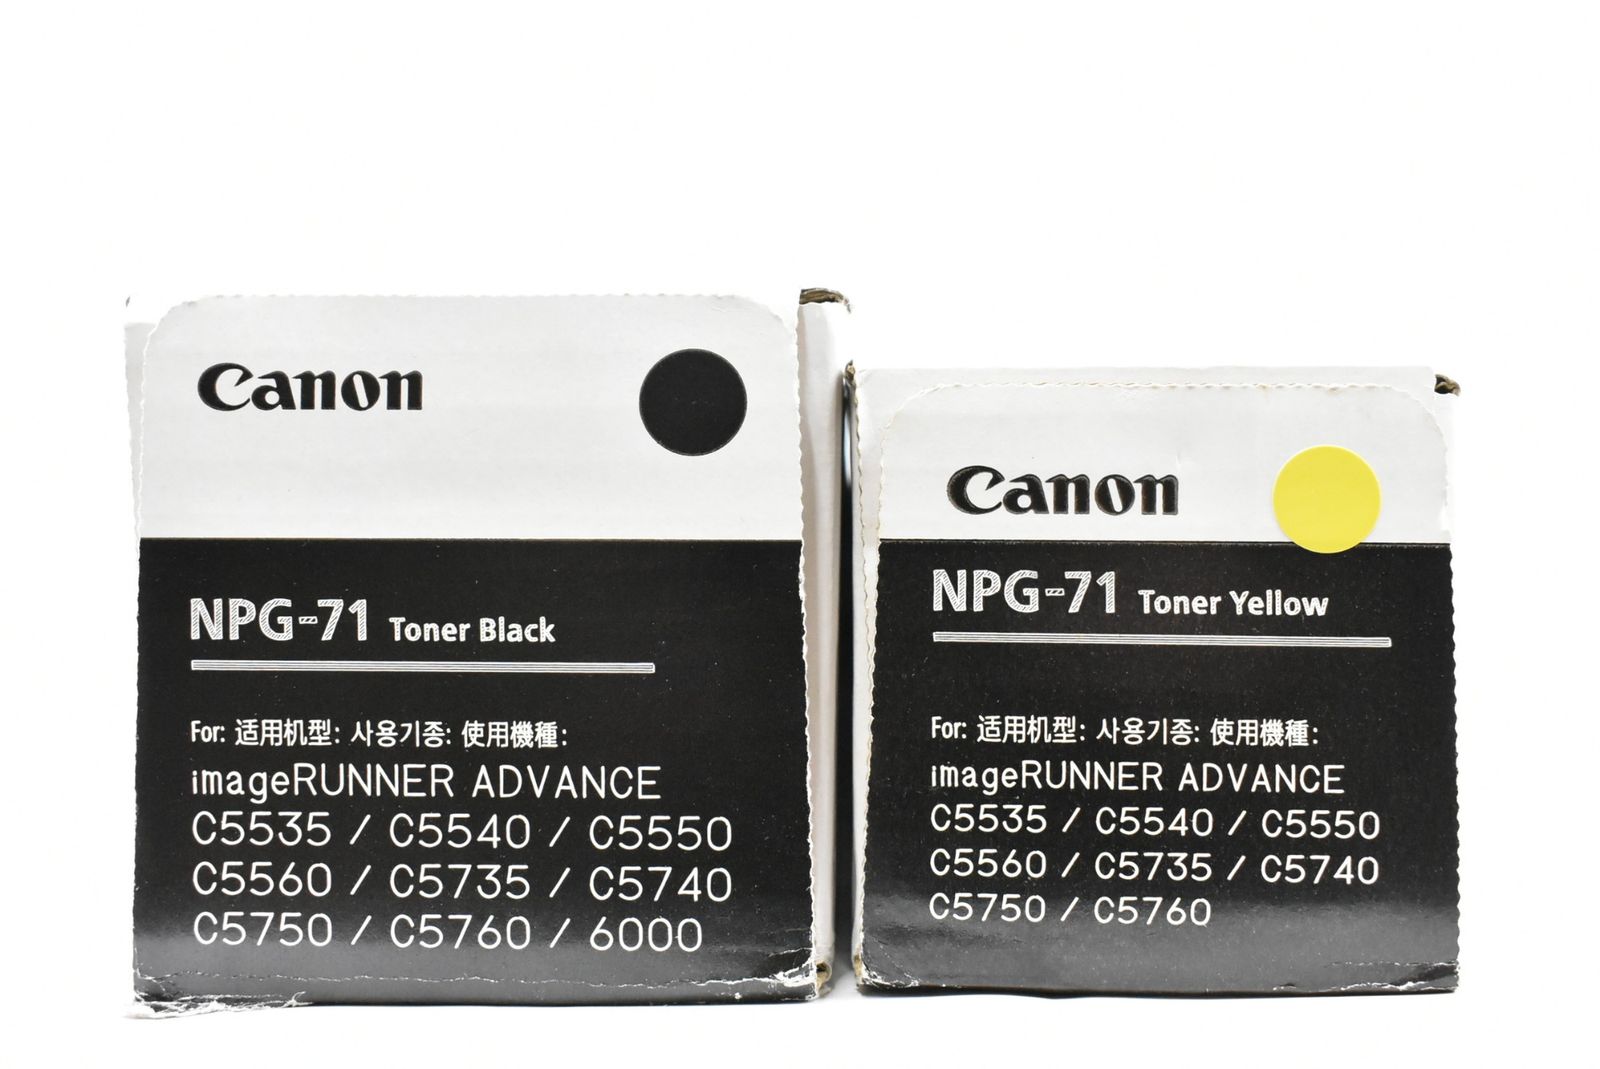 Canon
NPG-71 Toner Black
For: 适用机型: 사용기종: 使用機種:
imageRUNNER ADVANCE
C5535 / C5540 / C5550
C5560 / C5735 / C5740
C5750 / C5760 / 6000
Canon
NPG-71 Toner Yellow
For: 适用机型: 사용기종: 使用機種:
imageRUNNER ADVANCE
C5535 / C5540 / C5550
C5560 / C5735 / C5740
C5750 / C5760